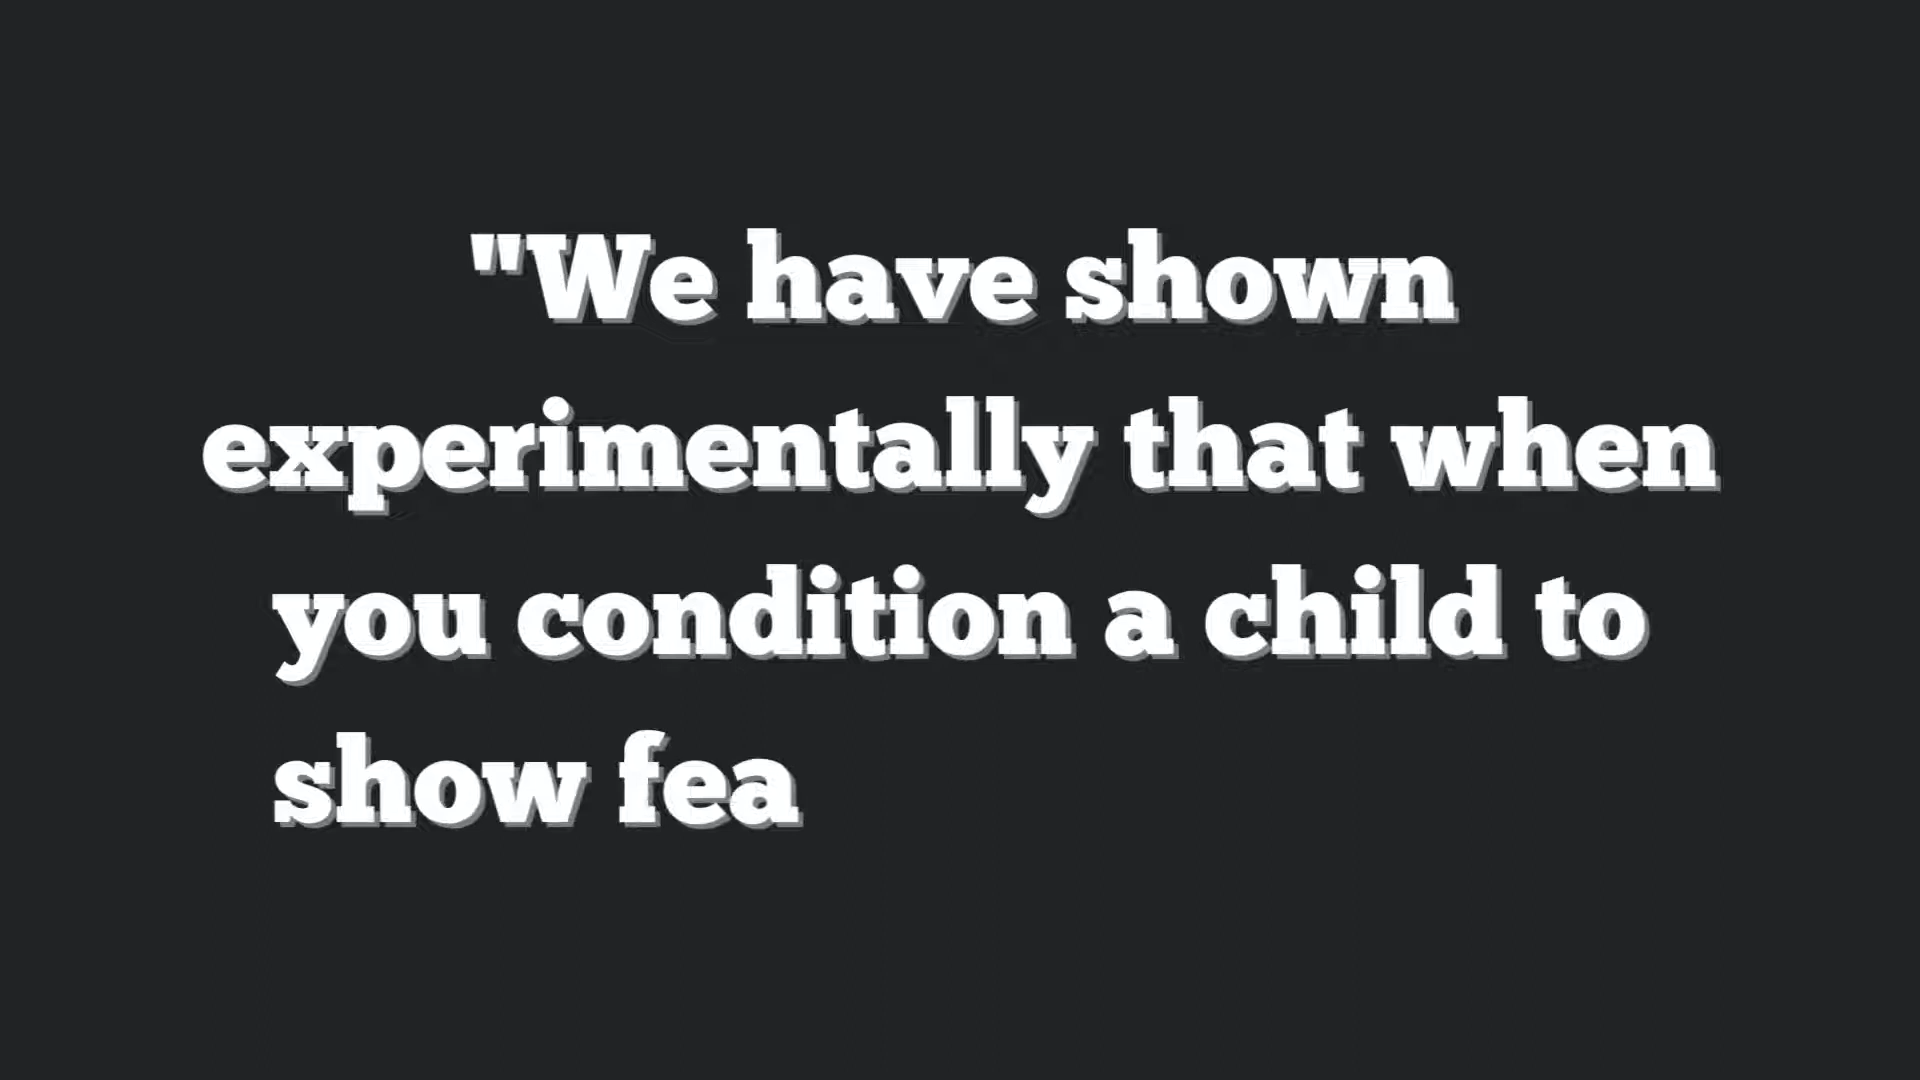 "We have shown
experimentally that when
you condition a child to
show fea